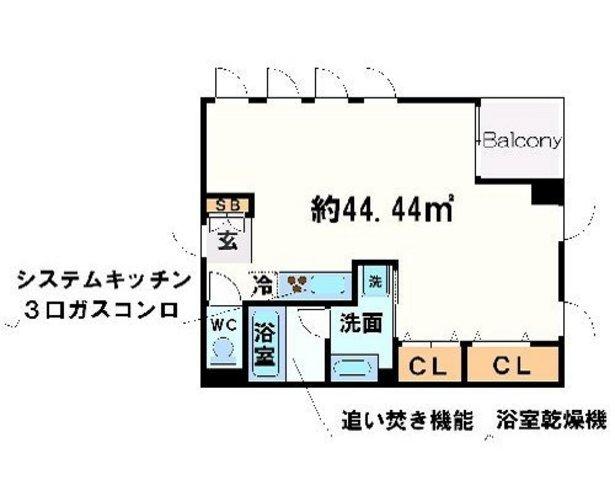 Balcony
約44.44㎡
SB
玄
システムキッチン
3口ガスコンロ
冷
洗
WC
浴室
洗面
CL
CL
追い焚き機能
浴室乾燥機